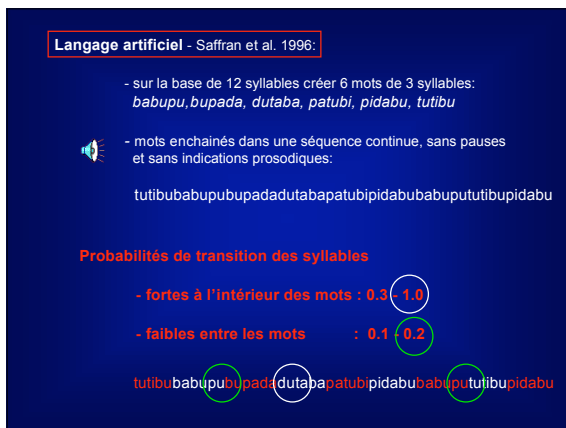 Langage artificiel - Saffran et al. 1996:
- sur la base de 12 syllables créer 6 mots de 3 syllables:
babupu,bupada, dutaba, patubi, pidabu, tutibu
- mots enchainés dans une séquence continue, sans pauses
et sans indications prosodiques:
tutibubabupubupadadutabapatubipidabubabupututibupidabu
Probabilités de transition des syllables
- fortes à l'intérieur des mots : 0.3 - 1.0
- faibles entre les mots : 0.1 - 0.2
tutibubabupubupadadutabapatubipidabubabupututibupidabu